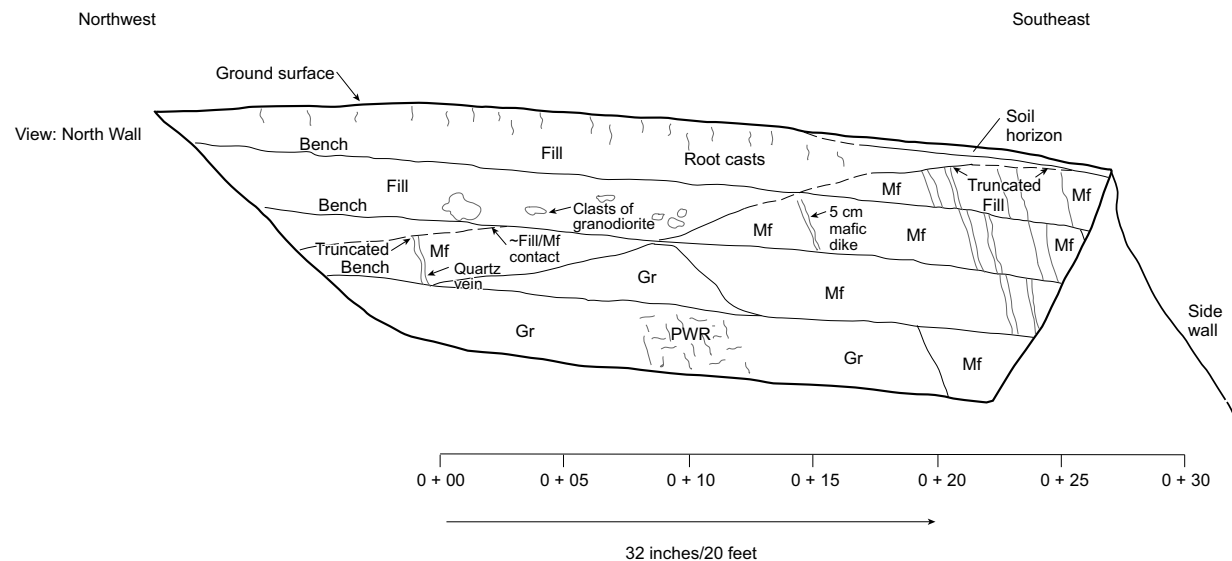 Northwest
Southeast
Ground surface
View: North Wall
Soil
horizon
Bench
Fill
Root casts
Fill
Mf
Truncated
Fill
Mf
Bench
Clasts of
granodiorite
Mf
5 cm
mafic
dike
Mf
Mf
Truncated
Bench
Mf
~Fill/Mf
contact
Quartz
vein
Gr
Mf
Side
wall
Gr
PWR
Gr
Mf
0 + 00
0 + 05
0 + 10
0 + 15
0 + 20
0 + 25
0 + 30
32 inches/20 feet